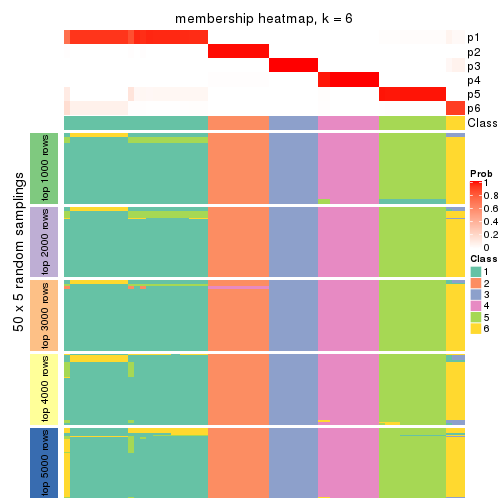 membership heatmap, k = 6
p1
p2
p3
p4
p5
p6
Class
50 x 5 random samplings
top 1000 rows
top 2000 rows
top 3000 rows
top 4000 rows
top 5000 rows
Prob
1
0.8
0.6
0.4
0.2
0
Class
1
2
3
4
5
6